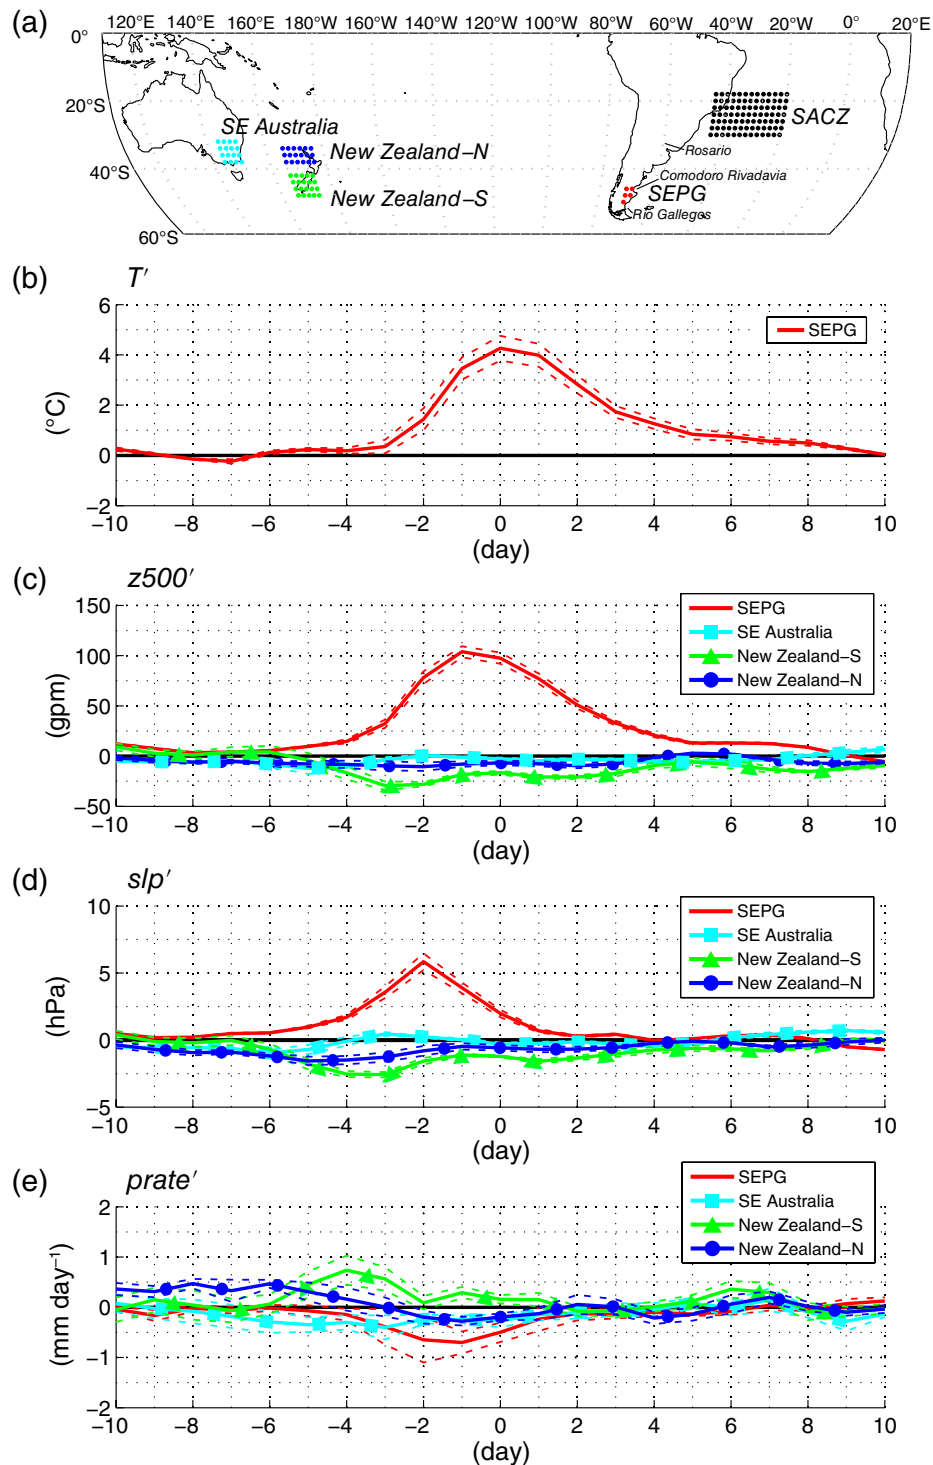 (a)
120°E 140°E 160°E 180°W 160°W 140°W 120°W 100°W 80°W 60°W 40°W 20°W 0° 20°E
0°
20°S
SACZ
SE Australia
New Zealand–N
Rosario
40°S
Comodoro Rivadavia
New Zealand–S
SEPG
Rio Gallegos
60°S
(b) T′
6
4
2
0
−2
(°C)
SEPG
−10 −8 −6 −4 −2 0 2 4 6 8 10
(day)
(c) z500′
150
100
50
0
−50
(gpm)
SEPG
SE Australia
New Zealand–S
New Zealand–N
−10 −8 −6 −4 −2 0 2 4 6 8 10
(day)
(d) slp′
10
5
0
−5
(hPa)
SEPG
SE Australia
New Zealand–S
New Zealand–N
−10 −8 −6 −4 −2 0 2 4 6 8 10
(day)
(e) prate′
2
1
0
−1
−2
(mm day⁻¹)
SEPG
SE Australia
New Zealand–S
New Zealand–N
−10 −8 −6 −4 −2 0 2 4 6 8 10
(day)